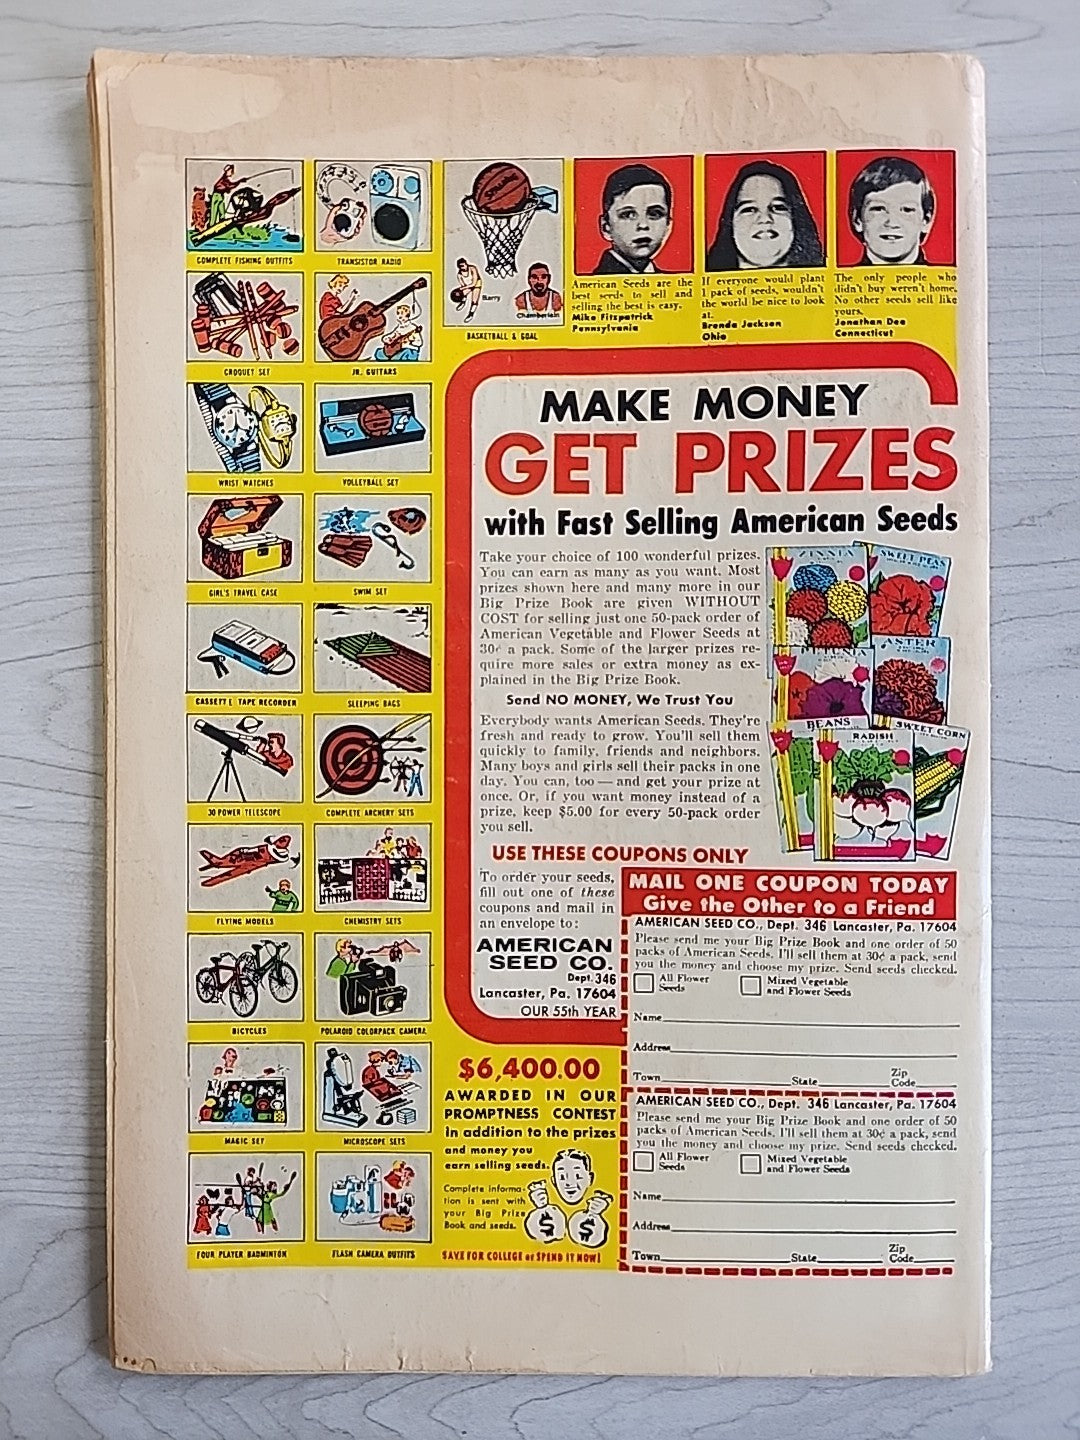 COMPLETE FISHING OUTFITS
TRANSISTOR RADIO
CROQUET SET
JR. GUITARS
WRIST WATCHES
VOLLEYBALL SET
GIRL'S TRAVEL CASE
SWIM SET
CASSETTE TAPE RECORDER
SLEEPING BAGS
30 POWER TELESCOPE
COMPLETE ARCHERY SETS
FLYING MODELS
CHEMISTRY SETS
BICYCLES
POLAROID COLORPACK CAMERA
MAGIC SET
MICROSCOPE SETS
FOUR PLAYER BADMINTON
FLASH CAMERA OUTFITS
SPALDING
Barry
Chamberlain
BASKETBALL & GOAL
American Seeds are the
best seeds to sell and
selling the best is easy.
Mike Fitzpatrick
Pennsylvania
If everyone would plant
1 pack of seeds, wouldn't
the world be nice to look
at.
Brenda Jackson
Ohio
The only people who
didn't buy weren't home.
No other seeds sell like
yours.
Jonathan Dee
Connecticut
MAKE MONEY
GET PRIZES
with Fast Selling American Seeds
Take your choice of 100 wonderful prizes.
You can earn as many as you want. Most
prizes shown here and many more in our
Big Prize Book are given WITHOUT
COST for selling just one 50-pack order of
American Vegetable and Flower Seeds at
30¢ a pack. Some of the larger prizes re-
quire more sales or extra money as ex-
plained in the Big Prize Book.
Send NO MONEY, We Trust You
Everybody wants American Seeds. They're
fresh and ready to grow. You'll sell them
quickly to family, friends and neighbors.
Many boys and girls sell their packs in one
day. You can, too — and get your prize at
once. Or, if you want money instead of a
prize, keep $5.00 for every 50-pack order
you sell.
ZINNIA
SWEET PEAS
PETUNIA
ASTER
BEANS
RADISH
SWEET CORN
USE THESE COUPONS ONLY
To order your seeds,
fill out one of these
coupons and mail in
an envelope to:
AMERICAN
SEED CO.
Dept. 346
Lancaster, Pa. 17604
OUR 55th YEAR
MAIL ONE COUPON TODAY
Give the Other to a Friend
AMERICAN SEED CO., Dept. 346 Lancaster, Pa. 17604
Please send me your Big Prize Book and one order of 50
packs of American Seeds. I'll sell them at 30¢ a pack, send
you the money and choose my prize. Send seeds checked.
All Flower Seeds
Mixed Vegetable and Flower Seeds
Name
Address
Town State Zip Code
AMERICAN SEED CO., Dept. 346 Lancaster, Pa. 17604
Please send me your Big Prize Book and one order of 50
packs of American Seeds. I'll sell them at 30¢ a pack, send
you the money and choose my prize. Send seeds checked.
All Flower Seeds
Mixed Vegetable and Flower Seeds
Name
Address
Town State Zip Code
$6,400.00
AWARDED IN OUR
PROMPTNESS CONTEST
in addition to the prizes
and money you
earn selling seeds.
Complete informa-
tion is sent with
your Big Prize
Book and seeds.
$ $
SAVE FOR COLLEGE or SPEND IT NOW!